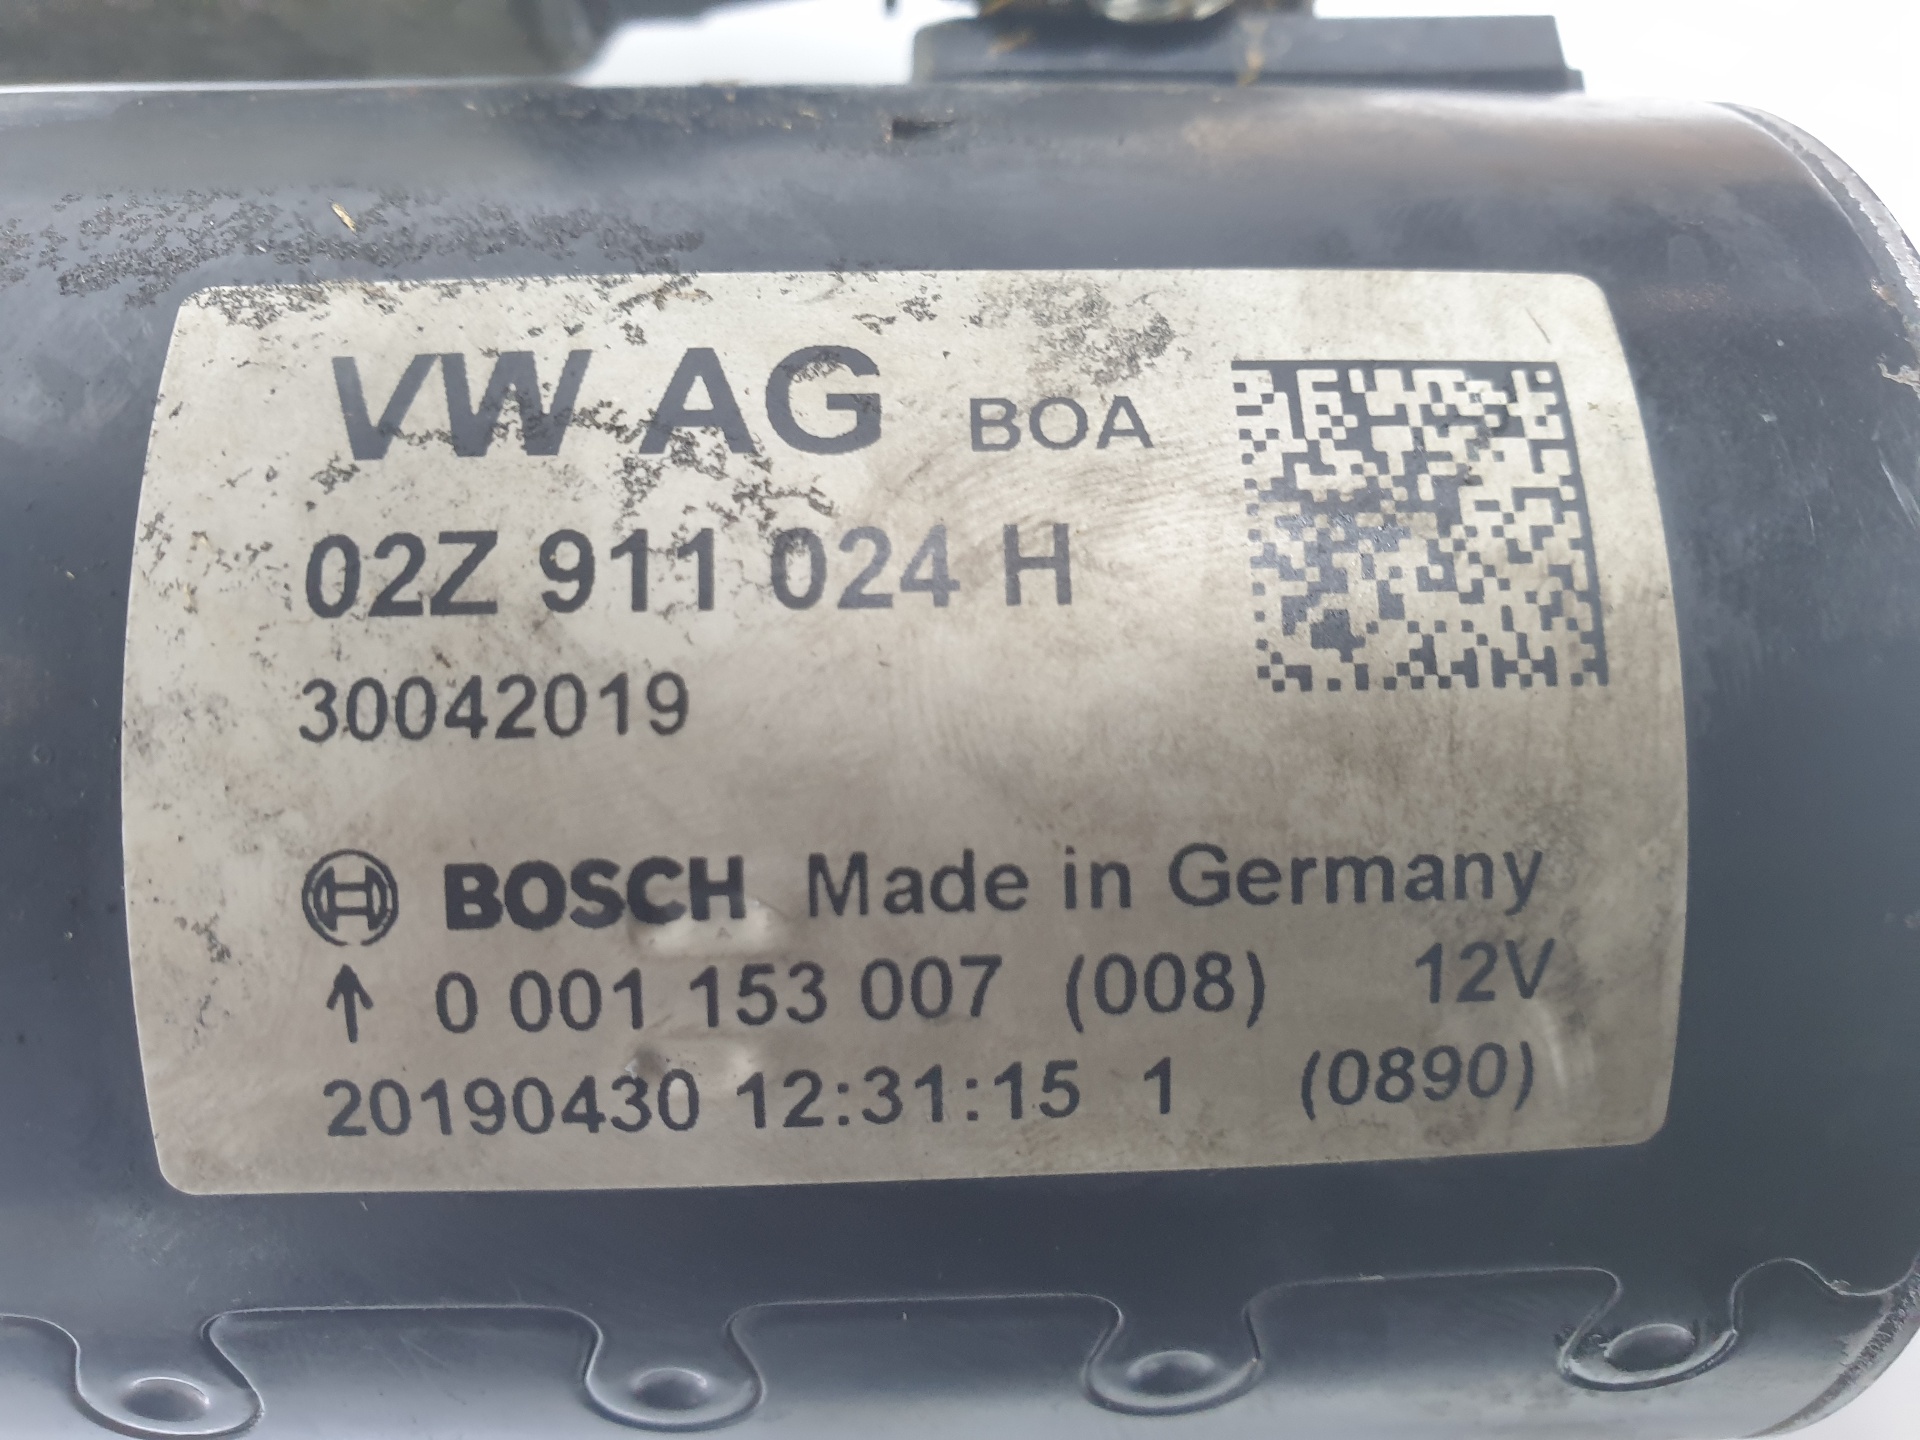 VW AG BOA
02Z 911 024 H
30042019
BOSCH Made in Germany
↑ 0 001 153 007 (008) 12V
20190430 12:31:15 1 (0890)